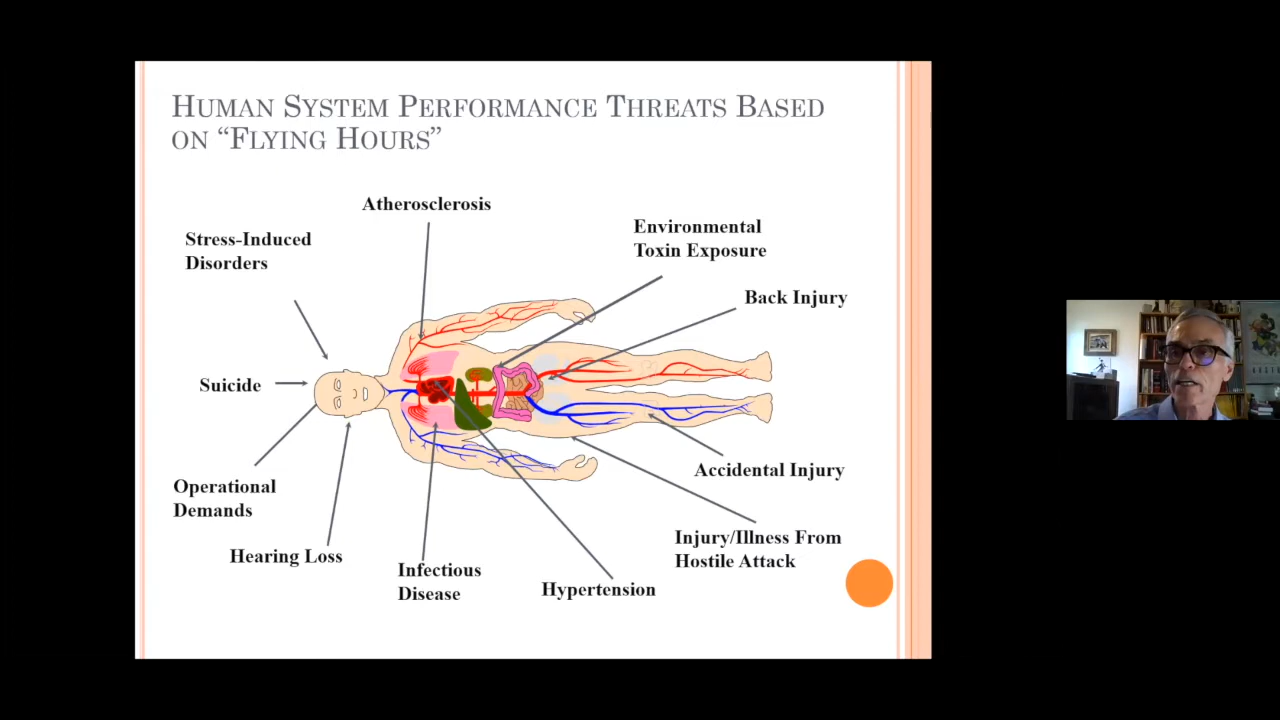 HUMAN SYSTEM PERFORMANCE THREATS BASED
ON “FLYING HOURS”
Atherosclerosis
Stress-Induced
Disorders
Environmental
Toxin Exposure
Back Injury
Suicide
Accidental Injury
Operational
Demands
Hearing Loss
Infectious
Disease
Hypertension
Injury/Illness From
Hostile Attack